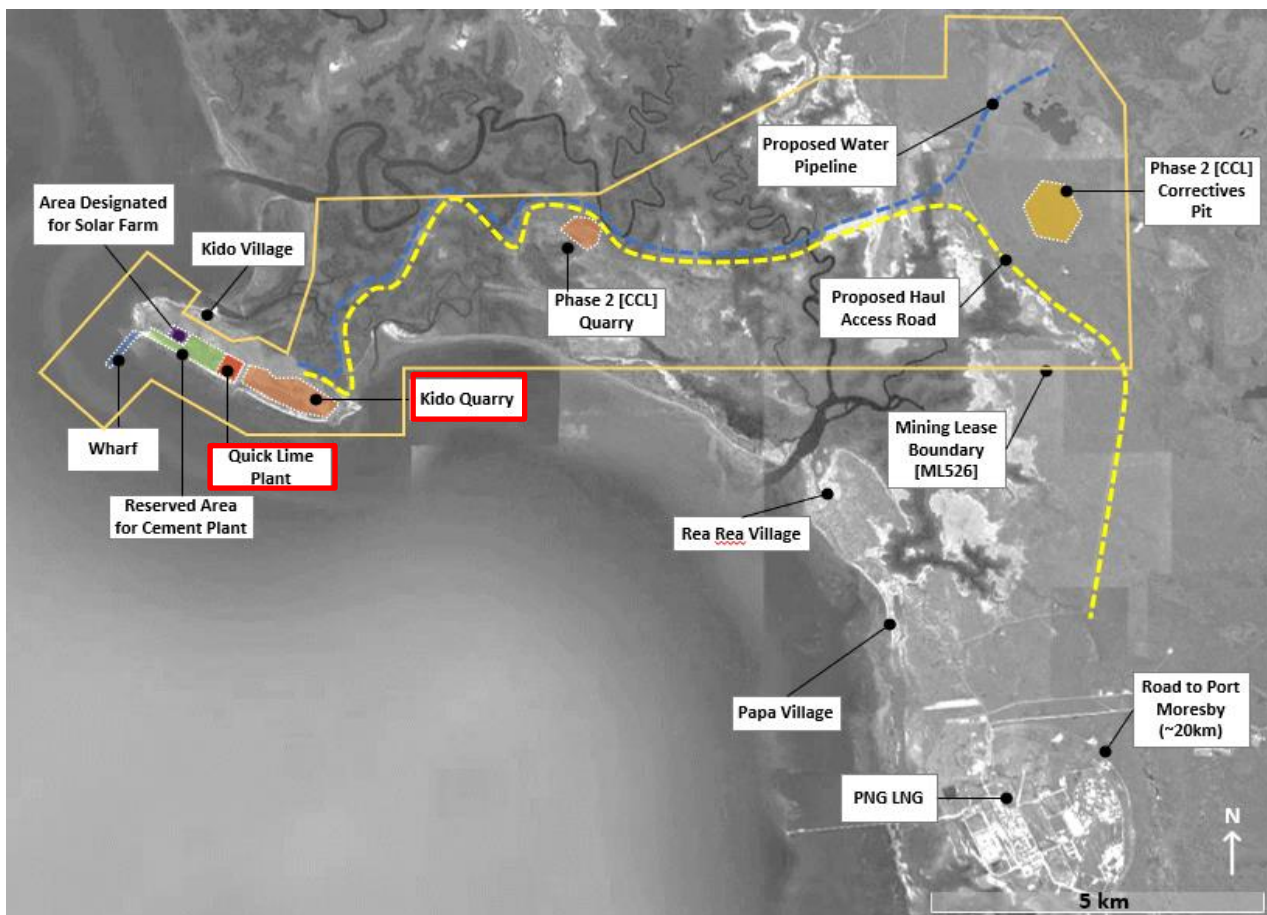 Proposed Water
Pipeline
Phase 2 [CCL]
Correctives
Pit
Area Designated
for Solar Farm
Kido Village
Phase 2 [CCL]
Quarry
Proposed Haul
Access Road
Kido Quarry
Wharf
Quick Lime
Plant
Reserved Area
for Cement Plant
Mining Lease
Boundary
[ML526]
Rea Rea Village
Papa Village
Road to Port
Moresby
(~20km)
PNG LNG
N
5 km